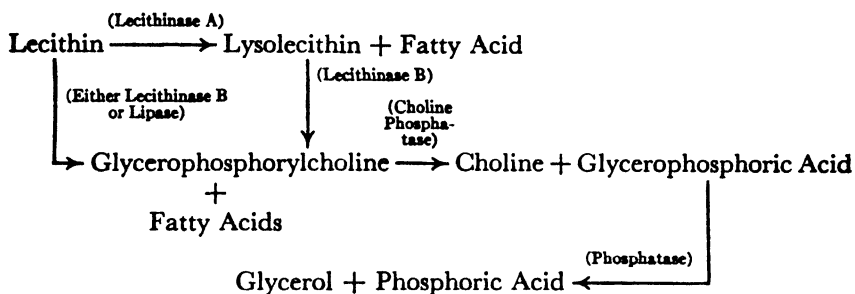 (Lecithinase A)
Lecithin ⟶ Lysolecithin + Fatty Acid
(Lecithinase B)
(Either Lecithinase B
or Lipase)
(Choline
Phospha-
tase)
Glycerophosphorylcholine ⟶ Choline + Glycerophosphoric Acid
+
Fatty Acids
(Phosphatase)
Glycerol + Phosphoric Acid ⟵